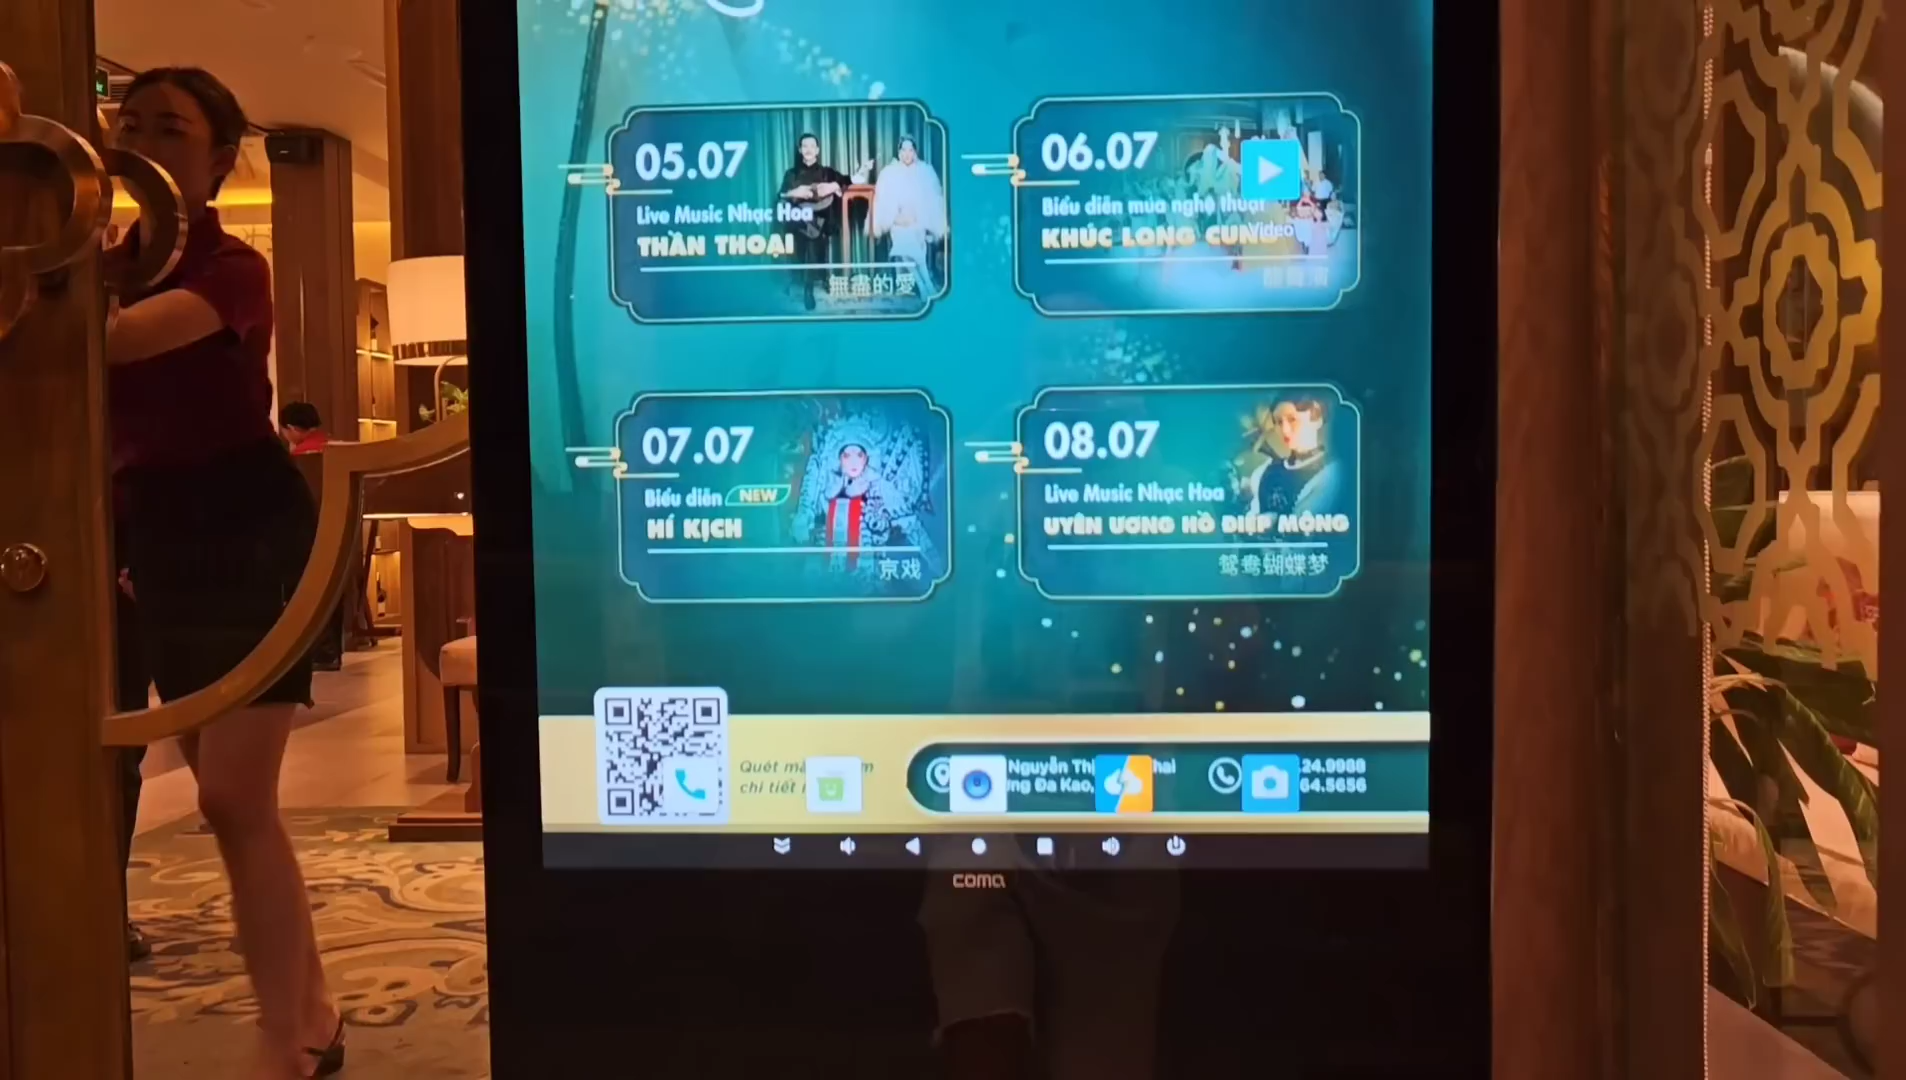 05.07
Live Music Nhạc Hoa
THẦN THOẠI
無盡的愛
06.07
Biểu diễn múa nghệ thuật
KHÚC LONG CUNG
Video
07.07
Biểu diễn NEW
HÍ KỊCH
京戏
08.07
Live Music Nhạc Hoa
UYÊN ƯƠNG HỒ ĐIỆP MỘNG
鸳鸯蝴蝶梦
Quét
chi tiết
Nguyễn Thị
Đa Kao,
24.9988
64.5656
coma